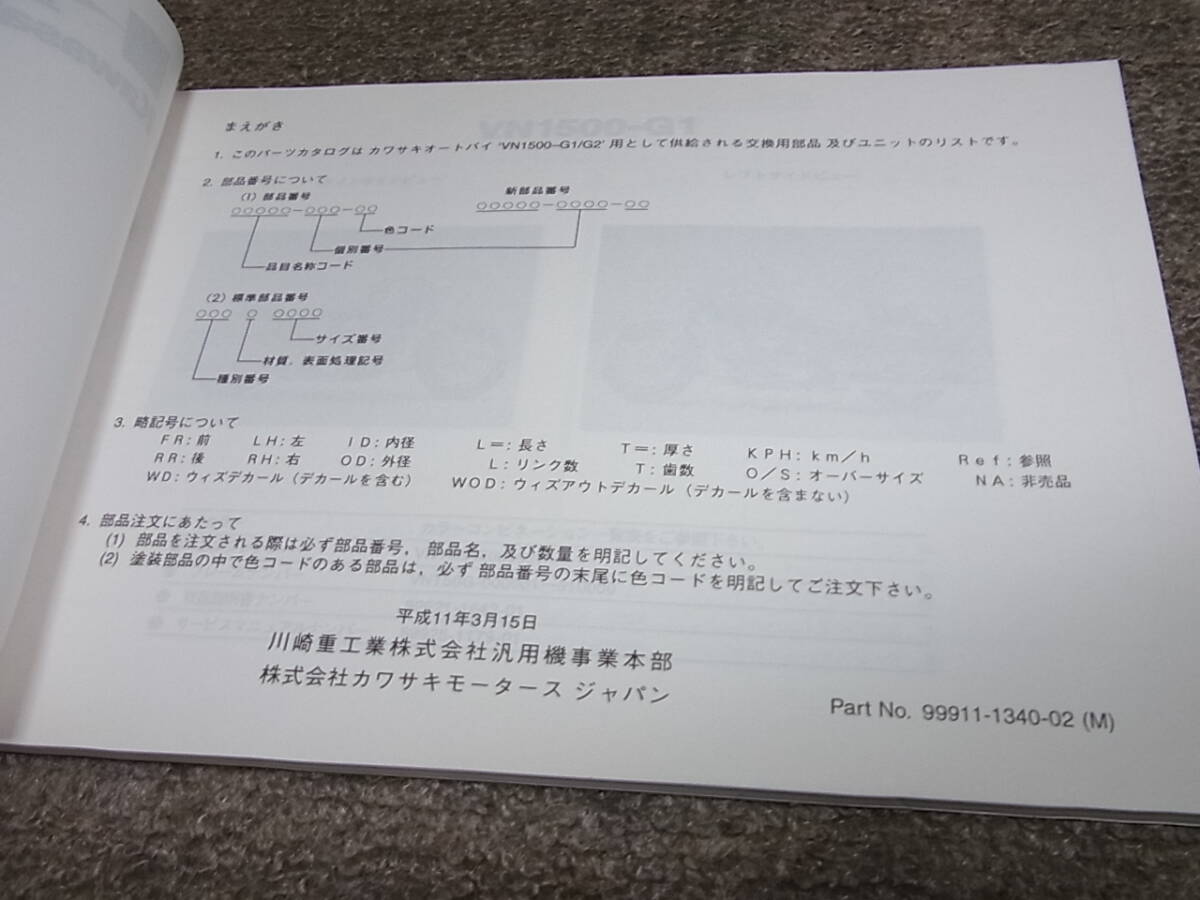 まえがき
1. このパーツカタログは カワサキオートバイ 'VN1500-G1/G2' 用として供給される交換用部品 及びユニットのリストです。
2. 部品番号について
(1) 部品番号
新部品番号
○○○○○-○○○-○○
○○○○○-○○○○-○○
色コード
個別番号
品目名称コード
(2) 標準部品番号
○○○ ○ ○○○○
サイズ番号
材質, 表面処理記号
種別番号
3. 略記号について
FR:前 LH:左 ID:内径 L=:長さ T=:厚さ KPH:km/h Ref:参照
RR:後 RH:右 OD:外径 L:リンク数 T:歯数 O/S:オーバーサイズ NA:非売品
WD:ウィズデカール(デカールを含む) WOD:ウィズアウトデカール(デカールを含まない)
4. 部品注文にあたって
(1) 部品を注文される際は必ず部品番号, 部品名, 及び数量を明記してください。
(2) 塗装部品の中で色コードのある部品は, 必ず 部品番号の末尾に色コードを明記してご注文下さい。
平成11年3月15日
川崎重工業株式会社汎用機事業本部
株式会社カワサキモータース ジャパン
Part No. 99911-1340-02 (M)
VN1500-G1